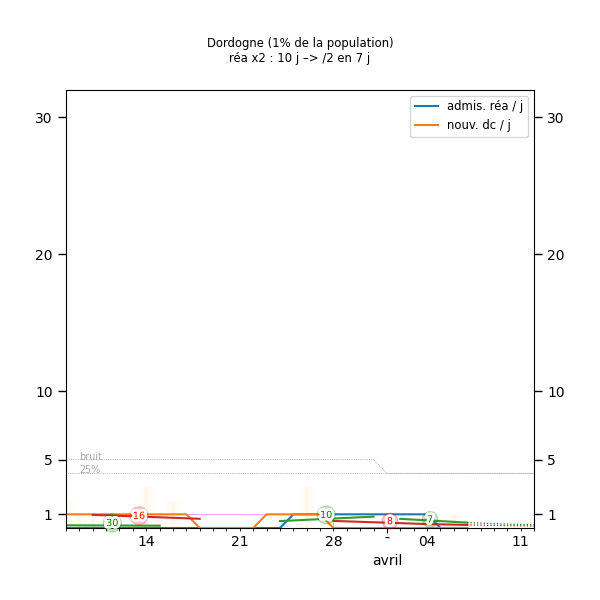 Dordogne (1% de la population)
réa x2 : 10 j –> /2 en 7 j
admis. réa / j
nouv. dc / j
30 30
20 20
10 10
bruit
5 5
25%
1 1
30 16 10 8 7
14 21 28 - 04 11
avril